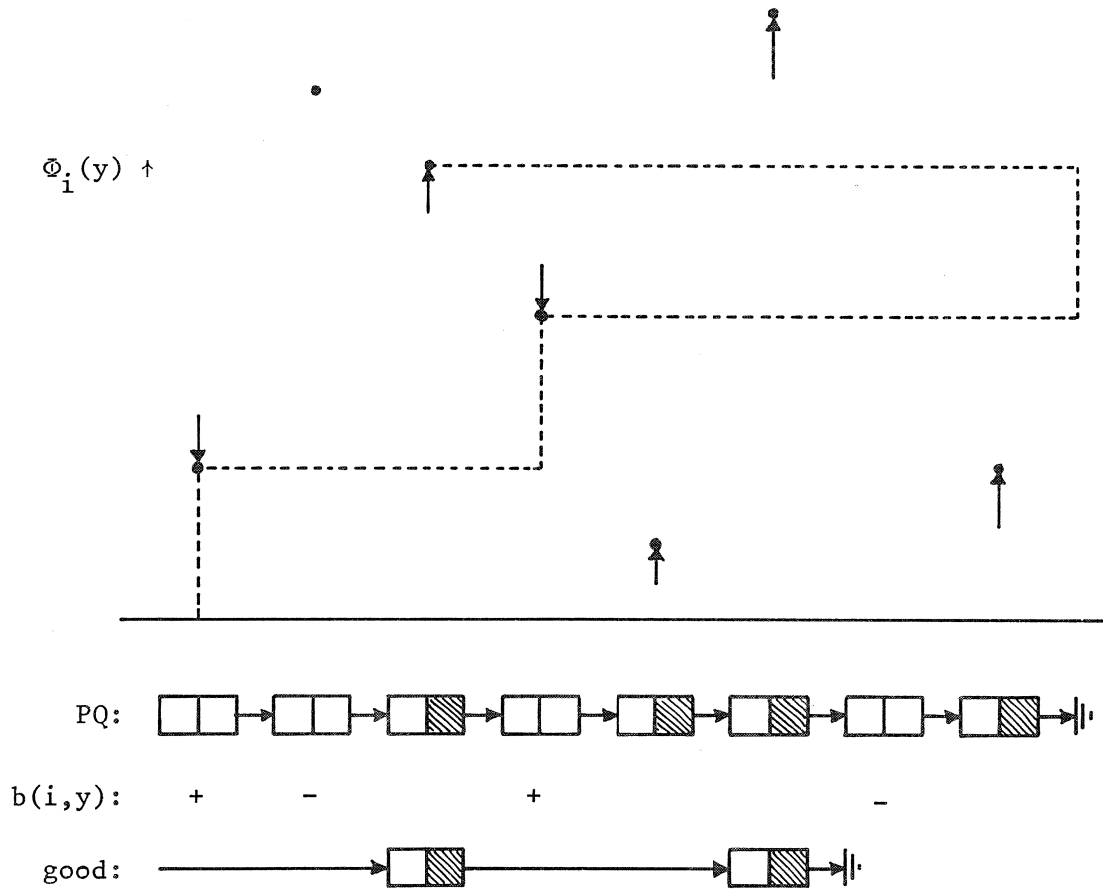 Φi(y) ↑
PQ:
b(i,y): + - + -
good: